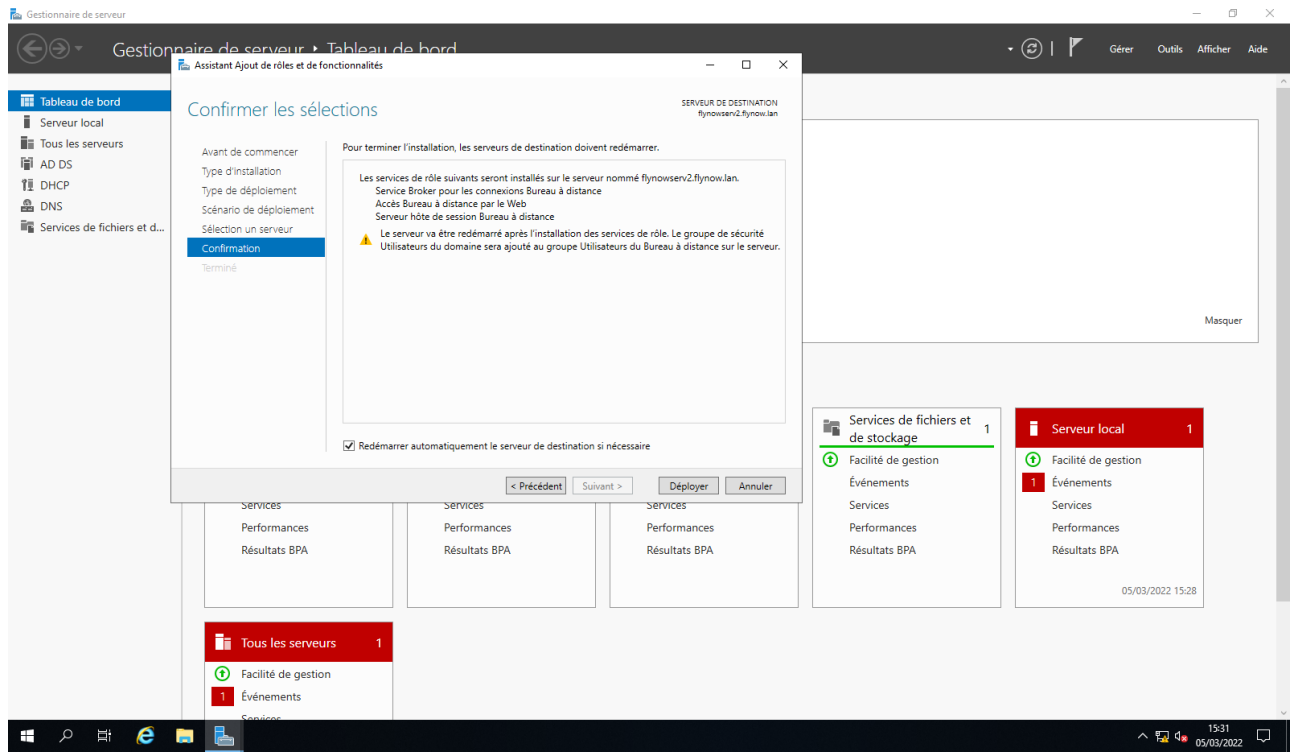 Gestionnaire de serveur
Gestionnaire de serveur • Tableau de bord
Gérer Outils Afficher Aide
Tableau de bord
Serveur local
Tous les serveurs
AD DS
DHCP
DNS
Services de fichiers et d...
Assistant Ajout de rôles et de fonctionnalités
Confirmer les sélections
SERVEUR DE DESTINATION
flynowserv2.flynow.lan
Avant de commencer
Type d'installation
Type de déploiement
Scénario de déploiement
Sélection un serveur
Confirmation
Terminé
Pour terminer l'installation, les serveurs de destination doivent redémarrer.
Les services de rôle suivants seront installés sur le serveur nommé flynowserv2.flynow.lan.
Service Broker pour les connexions Bureau à distance
Accès Bureau à distance par le Web
Serveur hôte de session Bureau à distance
Le serveur va être redémarré après l'installation des services de rôle. Le groupe de sécurité
Utilisateurs du domaine sera ajouté au groupe Utilisateurs du Bureau à distance sur le serveur.
Redémarrer automatiquement le serveur de destination si nécessaire
< Précédent Suivant > Déployer Annuler
Masquer
Services
Performances
Résultats BPA
Services
Performances
Résultats BPA
Services
Performances
Résultats BPA
Services de fichiers et
de stockage
1
Facilité de gestion
Événements
Services
Performances
Résultats BPA
Serveur local 1
Facilité de gestion
1 Événements
Services
Performances
Résultats BPA
05/03/2022 15:28
Tous les serveurs 1
Facilité de gestion
1 Événements
Services
15:31
05/03/2022